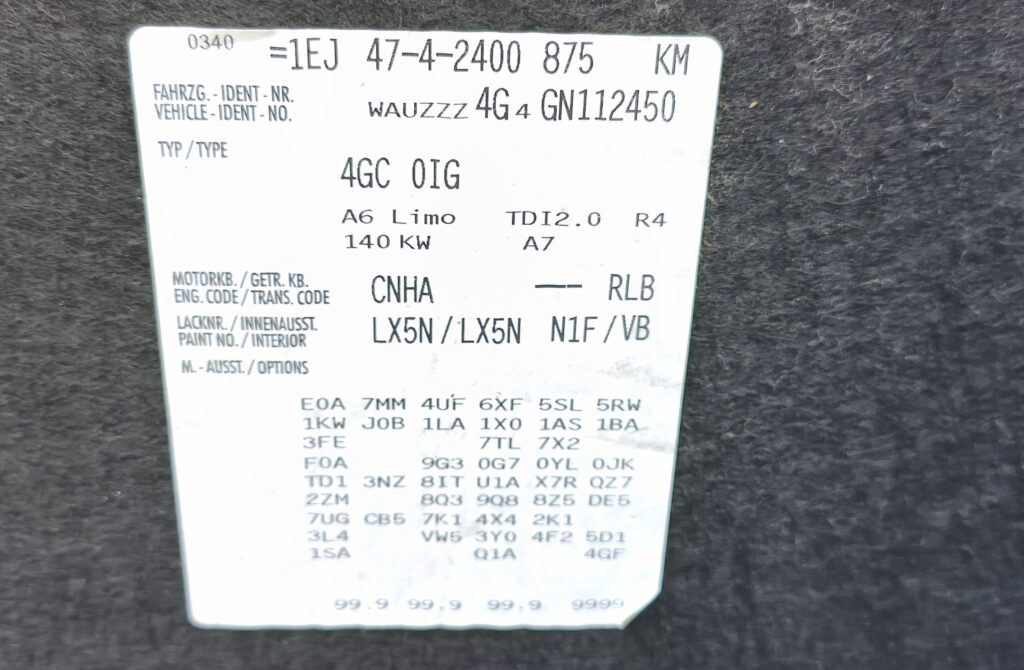 0340 =1EJ 47-4-2400 875 KM
FAHRZG. - IDENT - NR.
VEHICLE - IDENT - NO. WAUZZZ 4G4 GN112450
TYP / TYPE
4GC 0IG
A6 Limo TDI2.0 R4
140 KW A7
MOTORKB. / GETR. KB.
ENG. CODE / TRANS. CODE CNHA --- RLB
LACKNR. / INNENAUSST.
PAINT NO. / INTERIOR LX5N / LX5N N1F / VB
M. - AUSST. / OPTIONS
E0A 7MM 4UF 6XF 5SL 5RW
1KW J0B 1LA 1X0 1AS 1BA
3FE 7TL 7X2
F0A 9G3 0G7 0YL 0JK
TD1 3NZ 8IT U1A X7R QZ7
2ZM 8Q3 9Q8 8Z5 DE5
7UG CB5 7K1 4X4 2K1
3L4 VW5 3Y0 4F2 5D1
1SA Q1A 4GF
99.9 99.9 99.9 9999